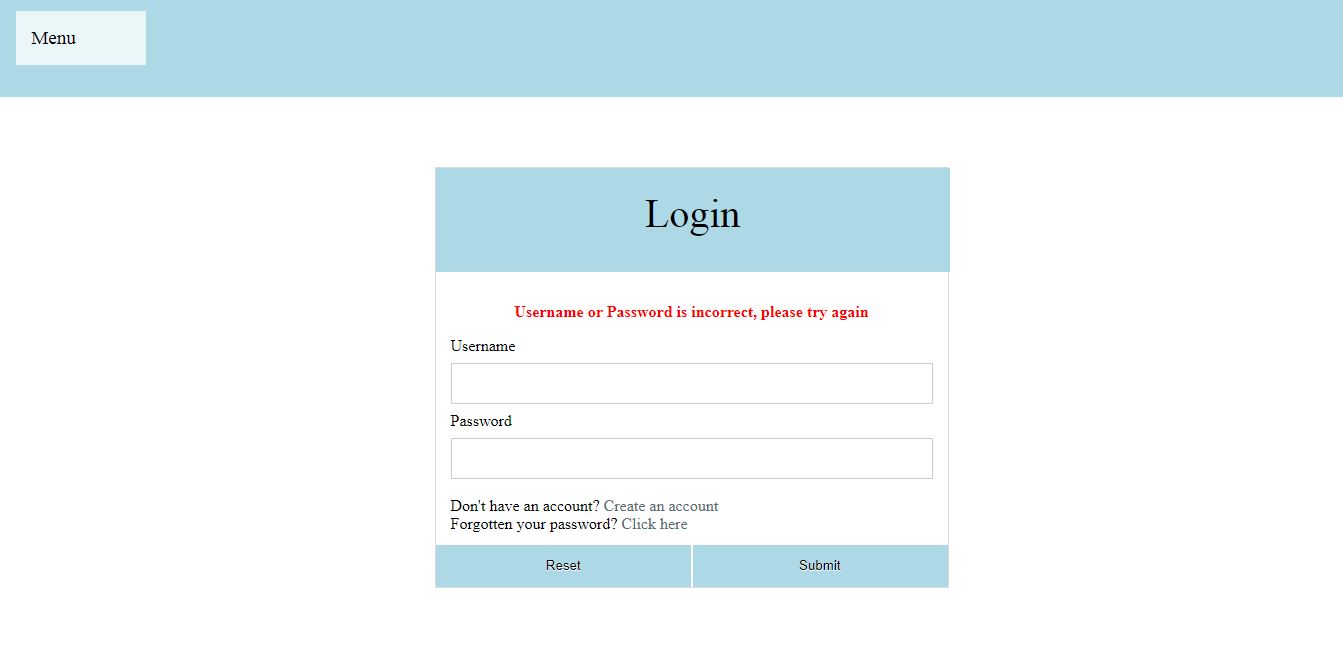 Menu
Login
Username or Password is incorrect, please try again
Username
Password
Don't have an account? Create an account
Forgotten your password? Click here
Reset
Submit